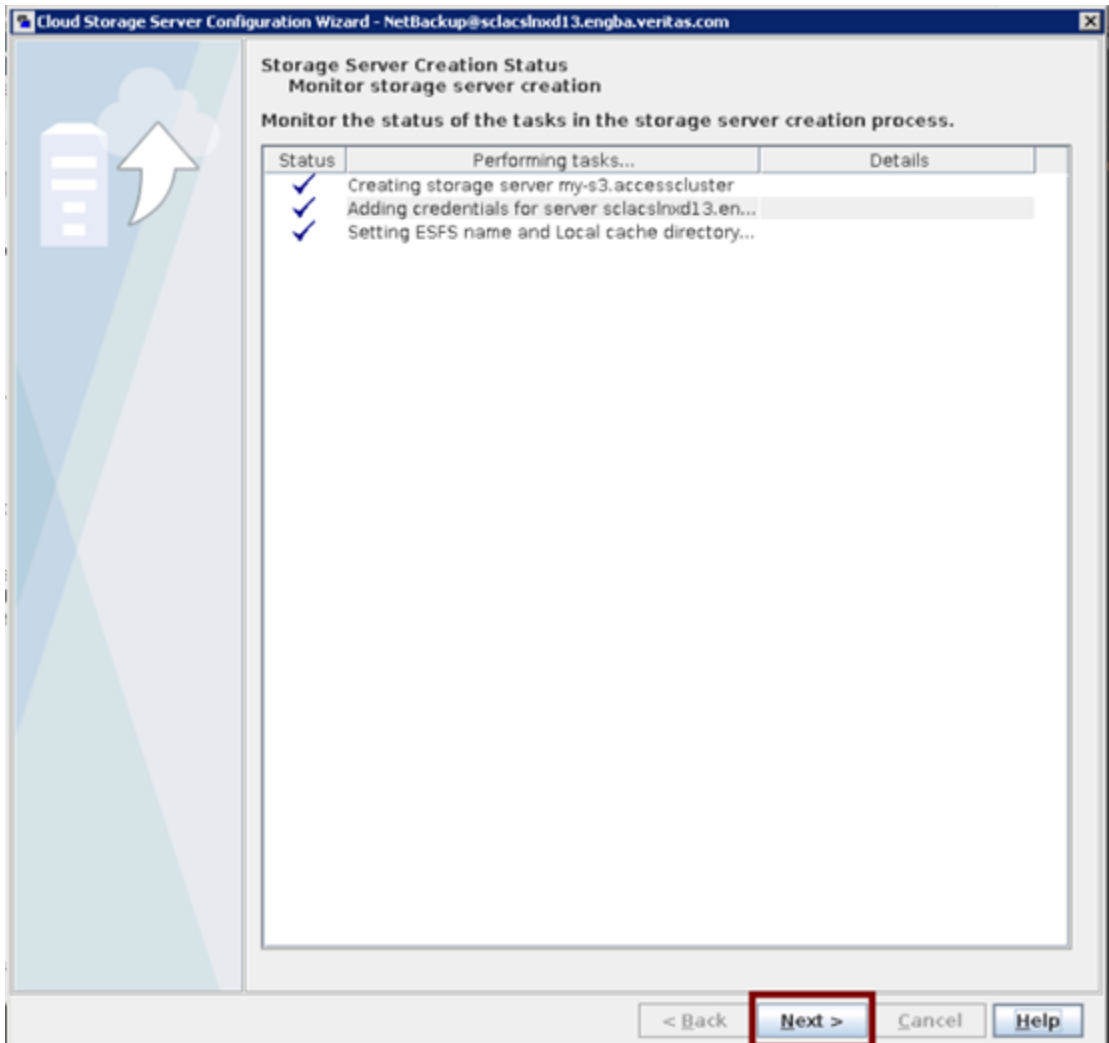 Cloud Storage Server Configuration Wizard - NetBackup@sclacslnxd13.engba.veritas.com
Storage Server Creation Status
Monitor storage server creation
Monitor the status of the tasks in the storage server creation process.
Status Performing tasks... Details
Creating storage server my-s3.accesscluster
Adding credentials for server sclacslnxd13.en...
Setting ESFS name and Local cache directory...
< Back Next > Cancel Help